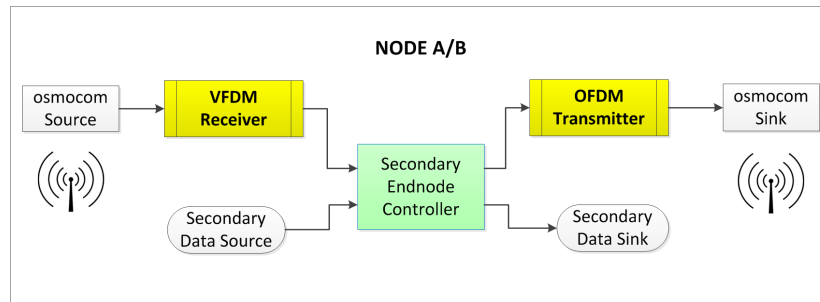 NODE A/B
osmocom
Source
VFDM
Receiver
OFDM
Transmitter
osmocom
Sink
Secondary
Endnode
Controller
Secondary
Data Source
Secondary
Data Sink